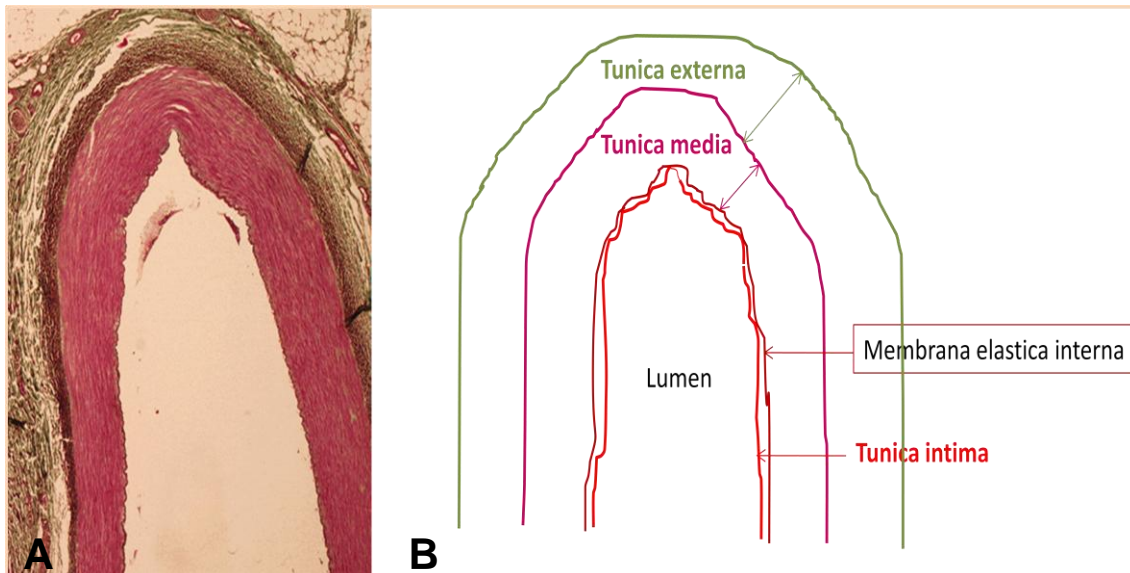 Tunica externa
Tunica media
Membrana elastica interna
Lumen
Tunica intima
A
B